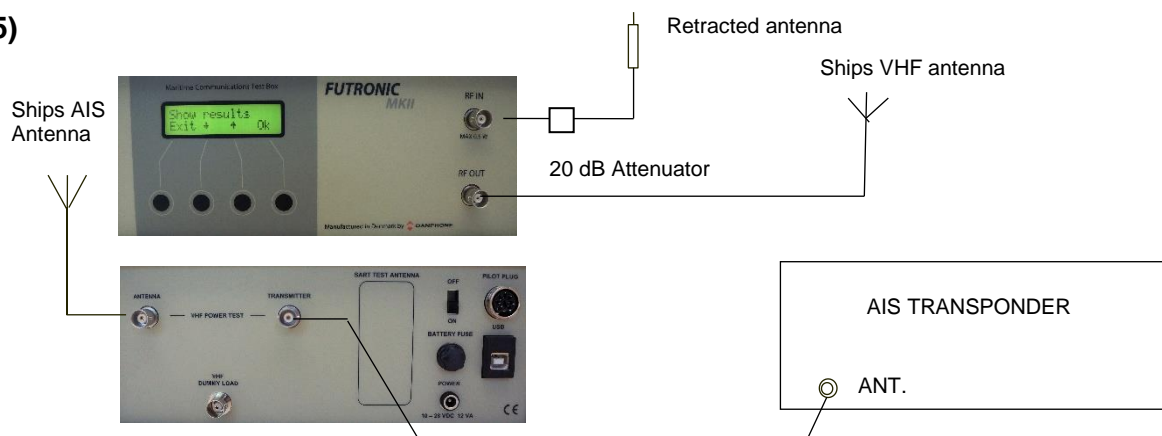 5)
Retracted antenna
Ships VHF antenna
Ships AIS
Antenna
Maritime Communications Test Box
FUTRONIC
MKII
RF IN
Show results
Exit ↓ ↑ Ok
20 dB Attenuator
RF OUT
Manufactured in Denmark by DANPHONE
SART TEST ANTENNA
OFF
PILOT PLUG
ANTENNA
VHF POWER TEST
TRANSMITTER
ON
USB
BATTERY FUSE
AIS TRANSPONDER
VHF
DUMMY LOAD
POWER
CE
ANT.